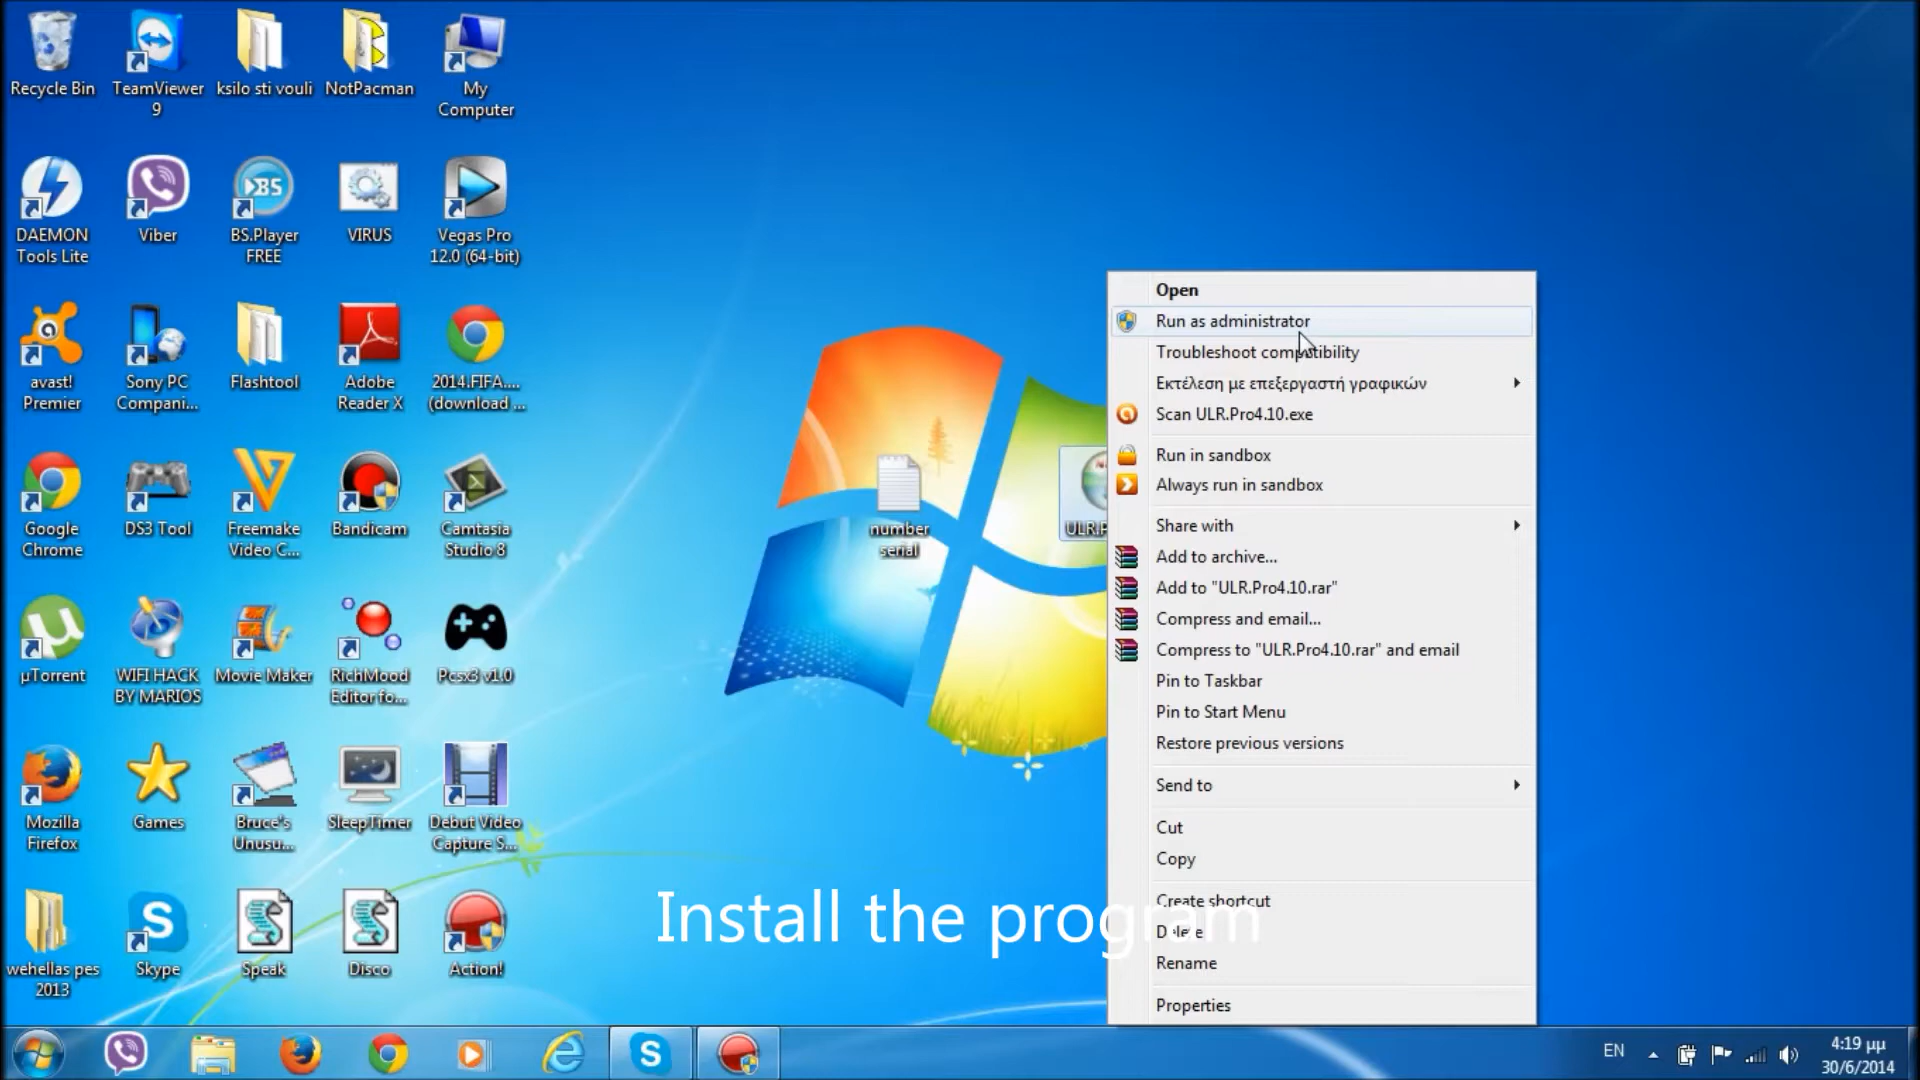 Recycle Bin
TeamViewer
9
ksilo sti vouli
NotPacman
My
Computer
DAEMON
Tools Lite
Viber
BS.Player
FREE
VIRUS
Vegas Pro
12.0 (64-bit)
avast!
Premier
Sony PC
Compani...
Flashtool
Adobe
Reader X
2014.FIFA....
(download ...
Google
Chrome
DS3 Tool
Freemake
Video C...
Bandicam
Camtasia
Studio 8
µTorrent
WIFI HACK
BY MARIOS
Movie Maker
RichMood
Editor fo...
Pcsx3 v1.0
Mozilla
Firefox
Games
Bruce's
Unusu...
SleepTimer
Debut Video
Capture S...
wehellas pes
2013
Skype
Speak
Disco
Action!
number
serial
ULR.P
Open
Run as administrator
Troubleshoot compatibility
Εκτέλεση με επεξεργαστή γραφικών
Scan ULR.Pro4.10.exe
Run in sandbox
Always run in sandbox
Share with
Add to archive...
Add to "ULR.Pro4.10.rar"
Compress and email...
Compress to "ULR.Pro4.10.rar" and email
Pin to Taskbar
Pin to Start Menu
Restore previous versions
Send to
Cut
Copy
Create shortcut
Delete
Rename
Properties
Install the program
EN
4:19 μμ
30/6/2014